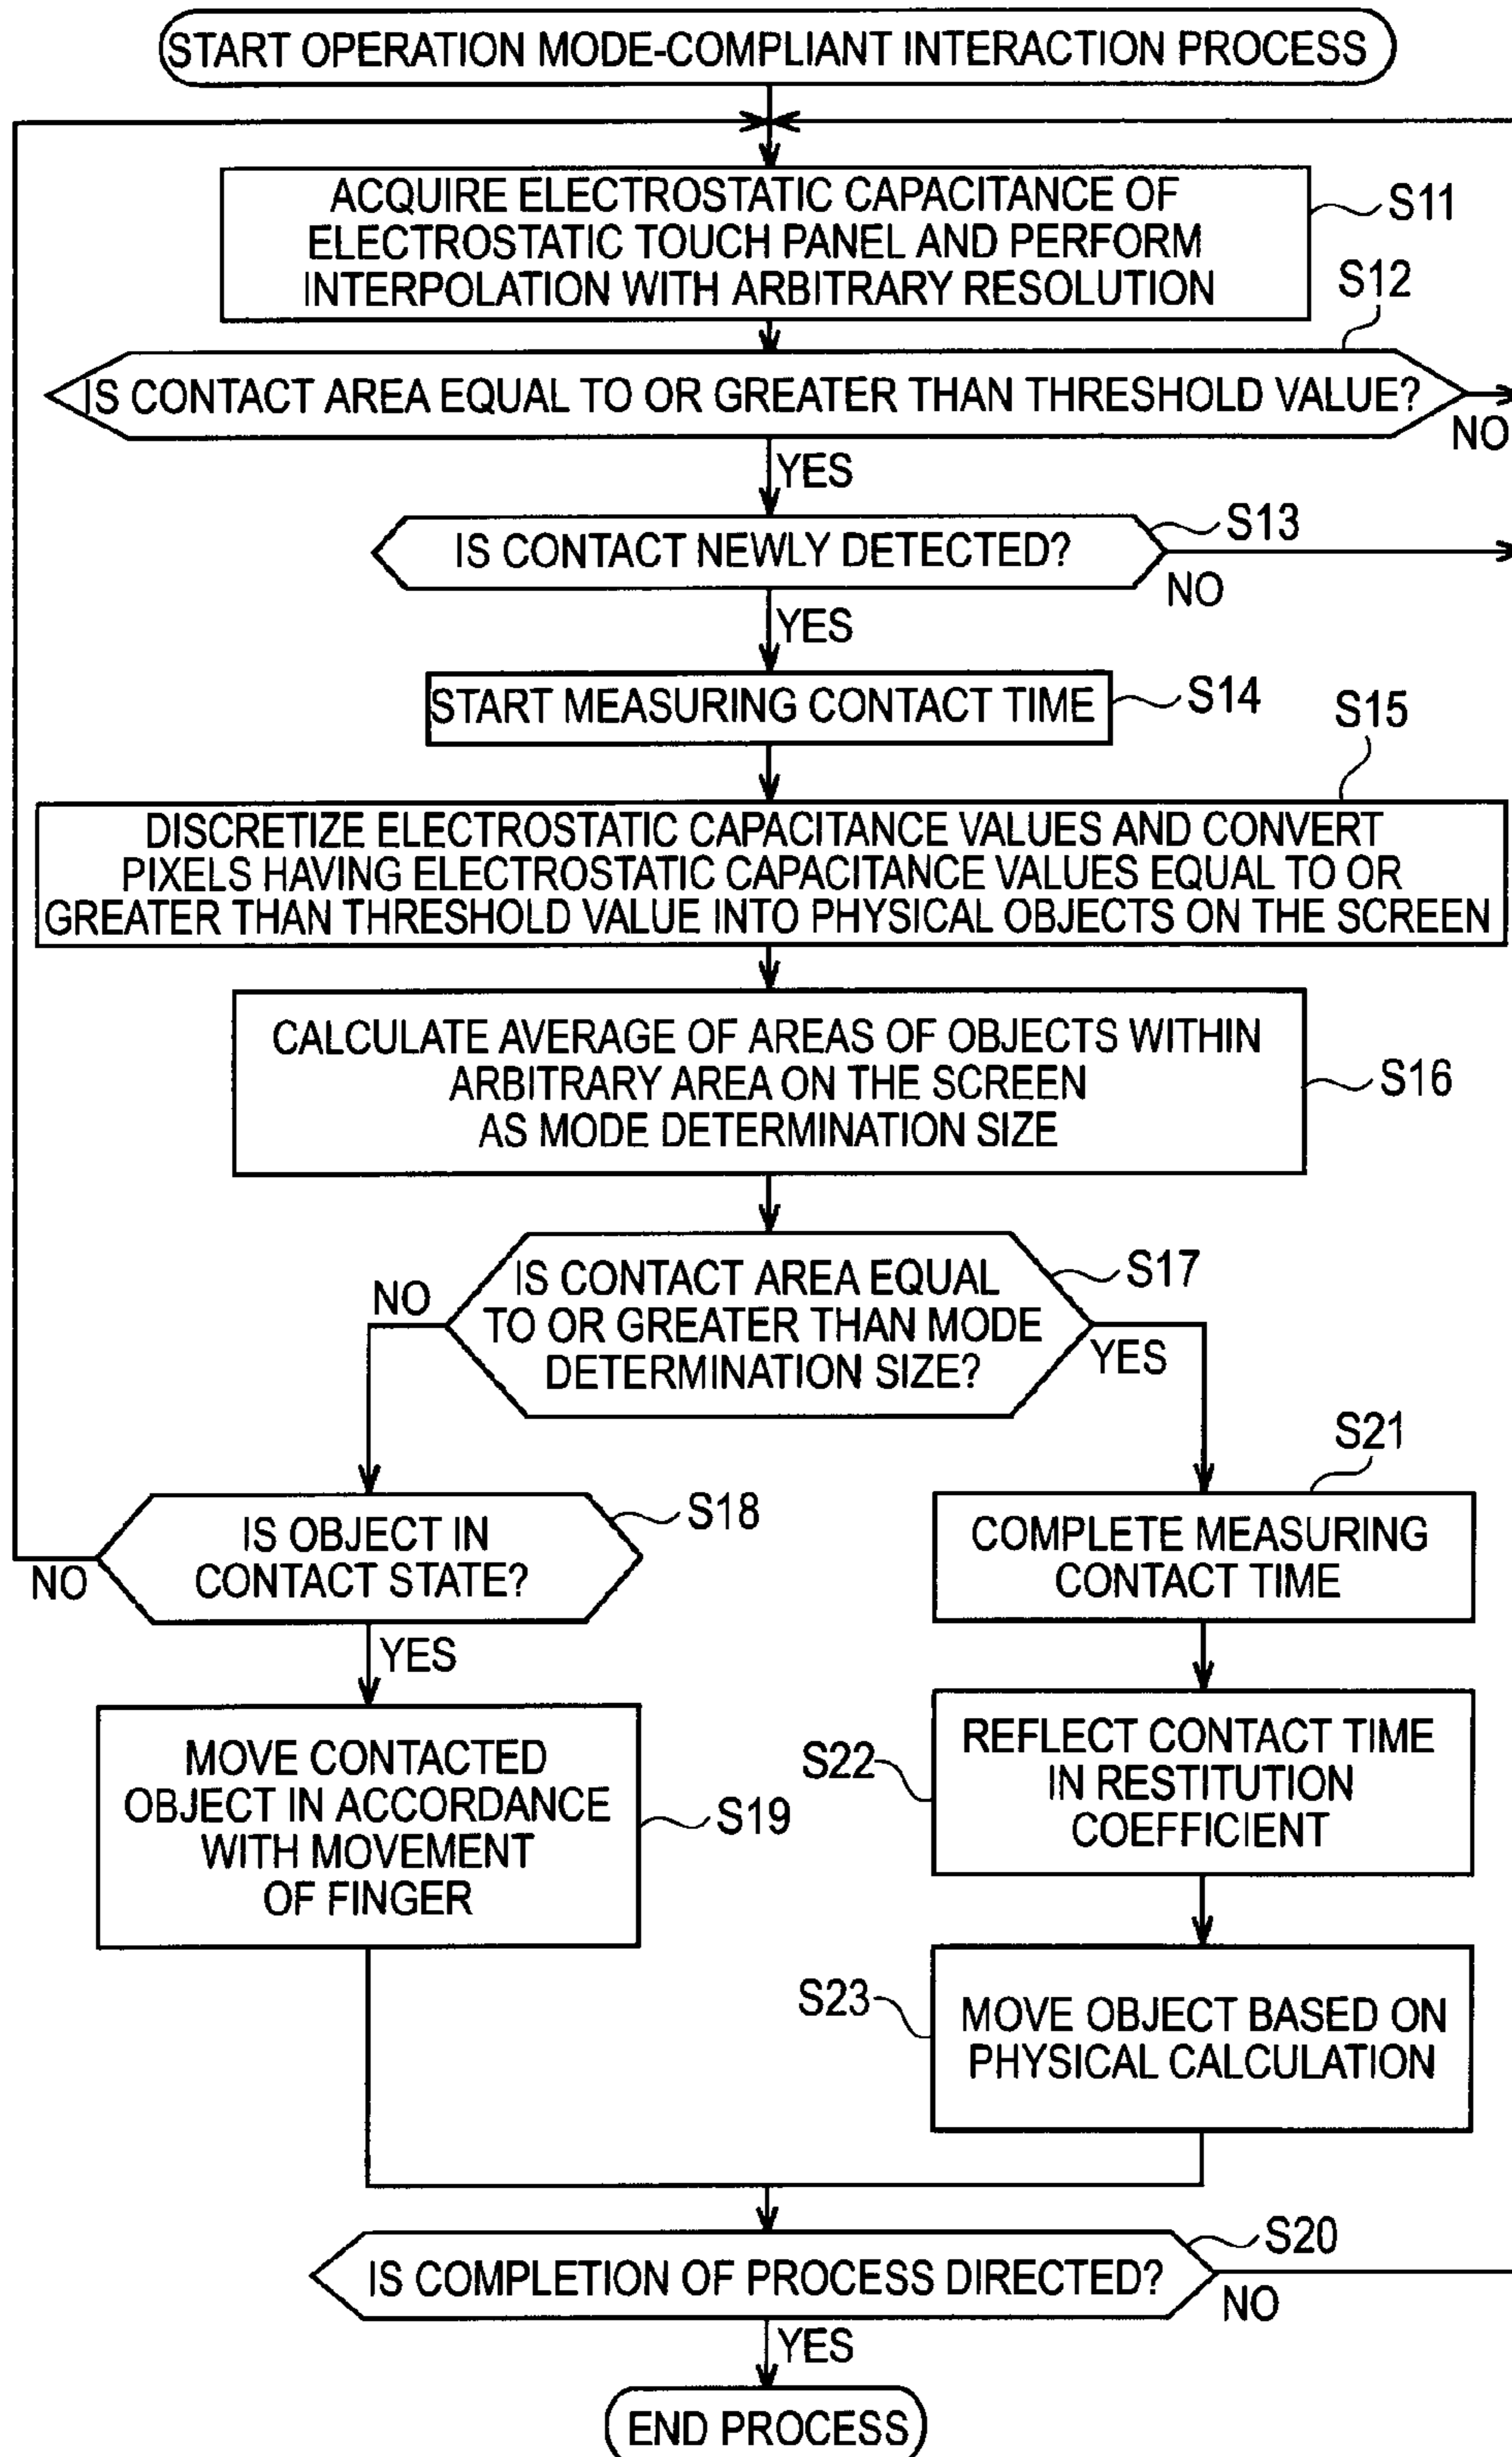 START OPERATION MODE-COMPLIANT INTERACTION PROCESS
ACQUIRE ELECTROSTATIC CAPACITANCE OF
ELECTROSTATIC TOUCH PANEL AND PERFORM
INTERPOLATION WITH ARBITRARY RESOLUTION
S11
S12
IS CONTACT AREA EQUAL TO OR GREATER THAN THRESHOLD VALUE?
NO
YES
IS CONTACT NEWLY DETECTED?
S13
NO
YES
START MEASURING CONTACT TIME
S14
S15
DISCRETIZE ELECTROSTATIC CAPACITANCE VALUES AND CONVERT
PIXELS HAVING ELECTROSTATIC CAPACITANCE VALUES EQUAL TO OR
GREATER THAN THRESHOLD VALUE INTO PHYSICAL OBJECTS ON THE SCREEN
CALCULATE AVERAGE OF AREAS OF OBJECTS WITHIN
ARBITRARY AREA ON THE SCREEN
AS MODE DETERMINATION SIZE
S16
IS CONTACT AREA EQUAL
TO OR GREATER THAN MODE
DETERMINATION SIZE?
S17
NO
YES
IS OBJECT IN
CONTACT STATE?
S18
NO
YES
MOVE CONTACTED
OBJECT IN ACCORDANCE
WITH MOVEMENT
OF FINGER
S19
S21
COMPLETE MEASURING
CONTACT TIME
S22
REFLECT CONTACT TIME
IN RESTITUTION
COEFFICIENT
S23
MOVE OBJECT BASED ON
PHYSICAL CALCULATION
IS COMPLETION OF PROCESS DIRECTED?
S20
NO
YES
END PROCESS